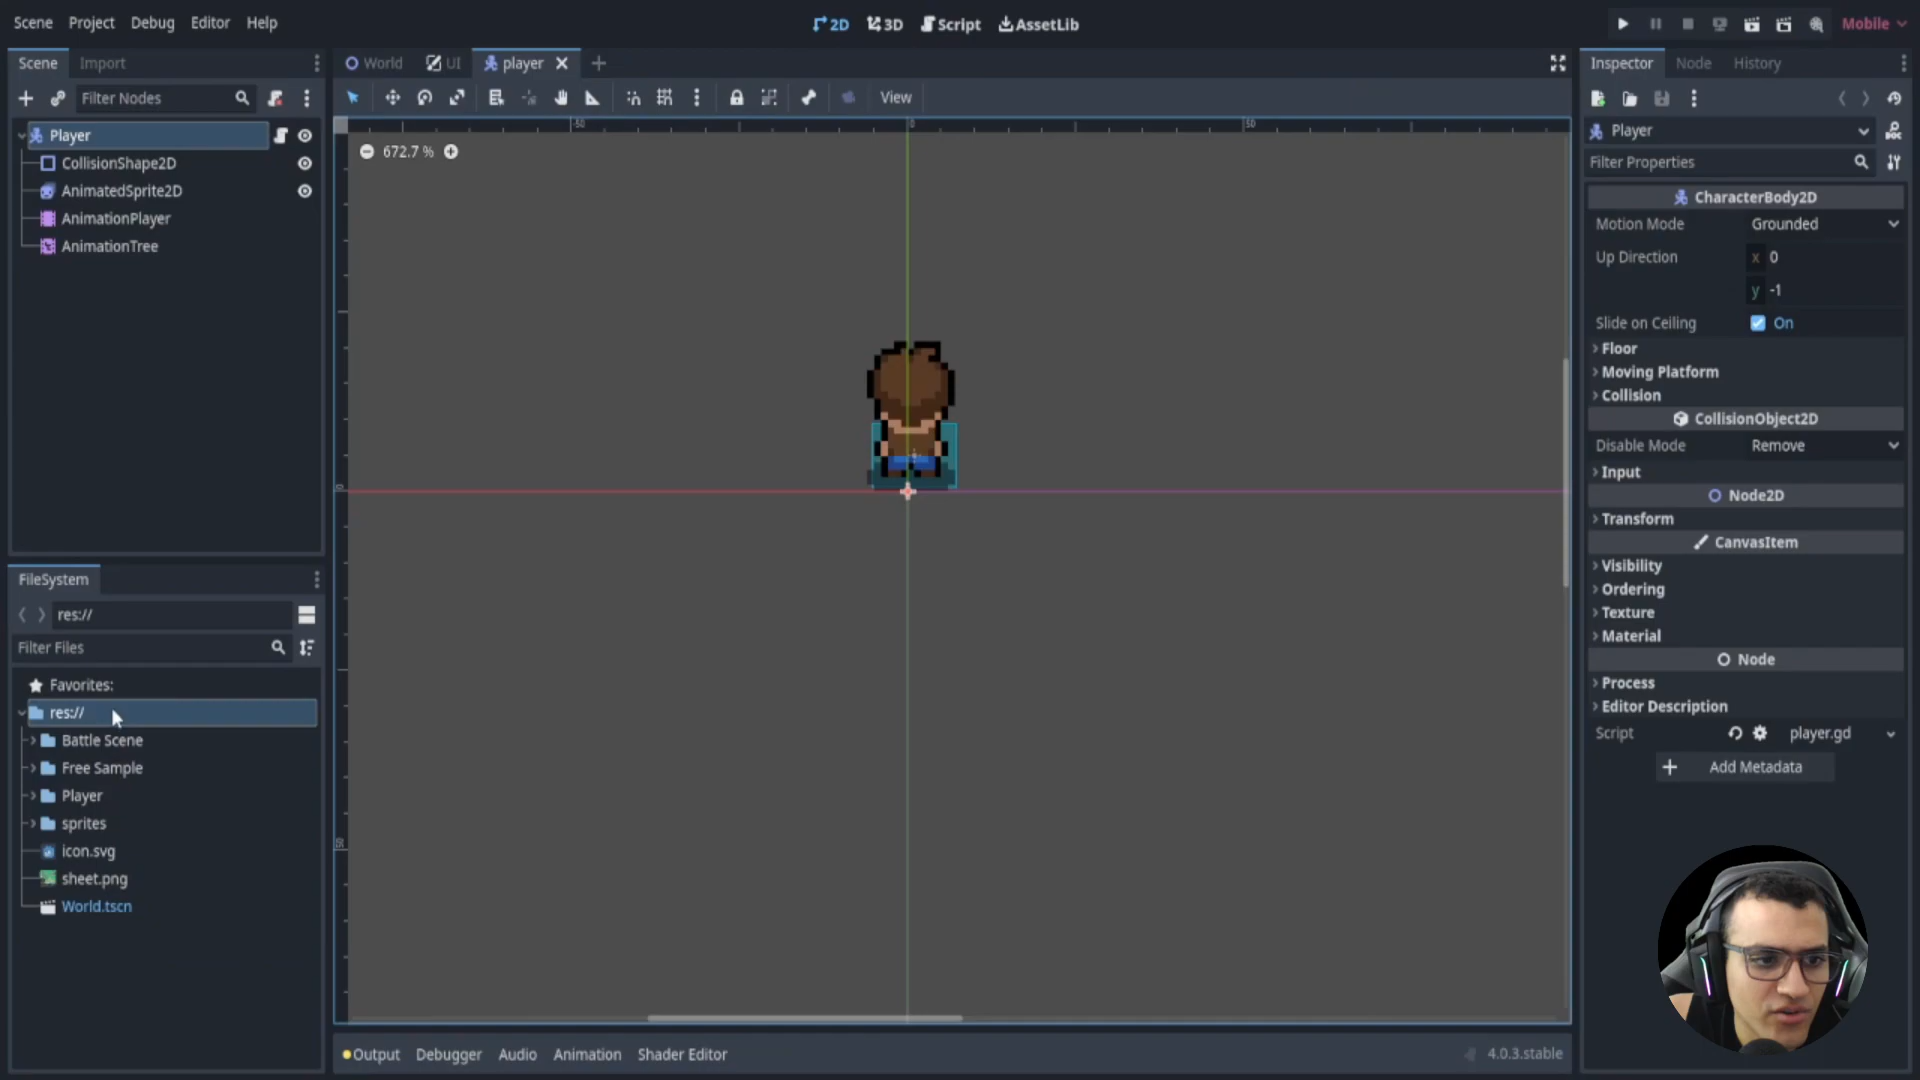 Scene Project Debug Editor Help
2D 3D Script AssetLib
Mobile
Scene Import
World UI player
Inspector Node History
Filter Nodes
View
Player
CollisionShape2D
AnimatedSprite2D
AnimationPlayer
AnimationTree
-50 0 50
672.7 %
0
50
Player
Filter Properties
CharacterBody2D
Motion Mode Grounded
Up Direction x 0
y -1
Slide on Ceiling On
Floor
Moving Platform
Collision
CollisionObject2D
Disable Mode Remove
Input
Node2D
Transform
CanvasItem
Visibility
Ordering
Texture
Material
Node
Process
Editor Description
Script player.gd
Add Metadata
FileSystem
res://
Filter Files
Favorites:
res://
Battle Scene
Free Sample
Player
sprites
icon.svg
sheet.png
World.tscn
Output Debugger Audio Animation Shader Editor
4.0.3.stable